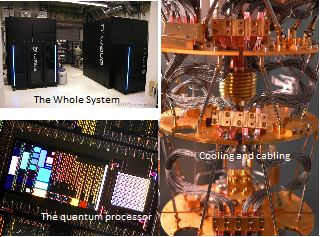 The Whole System
Cooling and cabling
The quantum processor